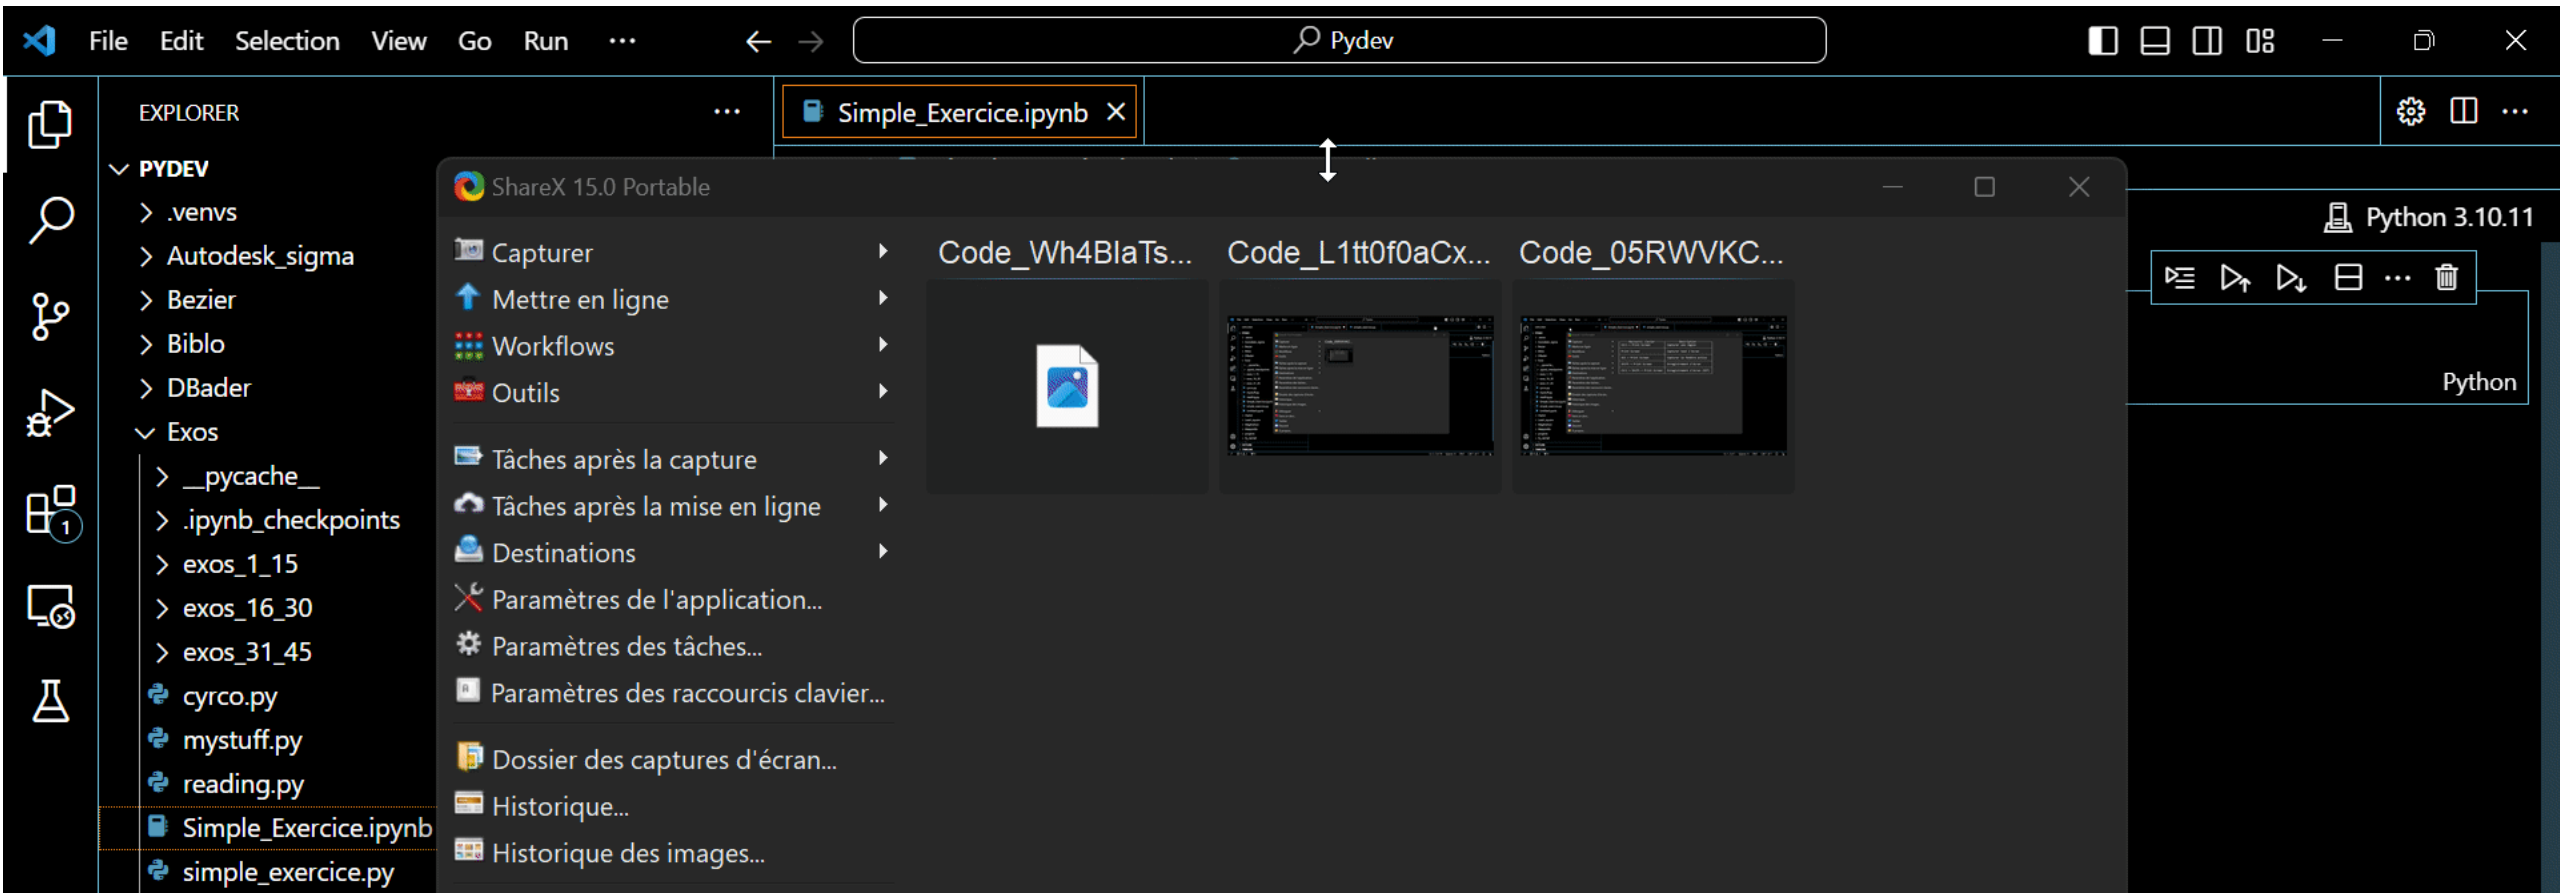 File Edit Selection View Go Run ···
Pydev
EXPLORER ···
Simple_Exercice.ipynb
PYDEV
.venvs
Autodesk_sigma
Bezier
Biblo
DBader
Exos
__pycache__
.ipynb_checkpoints
exos_1_15
exos_16_30
exos_31_45
cyrco.py
mystuff.py
reading.py
Simple_Exercice.ipynb
simple_exercice.py
1
ShareX 15.0 Portable
Capturer
Mettre en ligne
Workflows
Outils
Tâches après la capture
Tâches après la mise en ligne
Destinations
Paramètres de l'application...
Paramètres des tâches...
Paramètres des raccourcis clavier...
Dossier des captures d'écran...
Historique...
Historique des images...
Code_Wh4BIaTs... Code_L1tt0f0aCx... Code_05RWVKC...
Python 3.10.11
Python